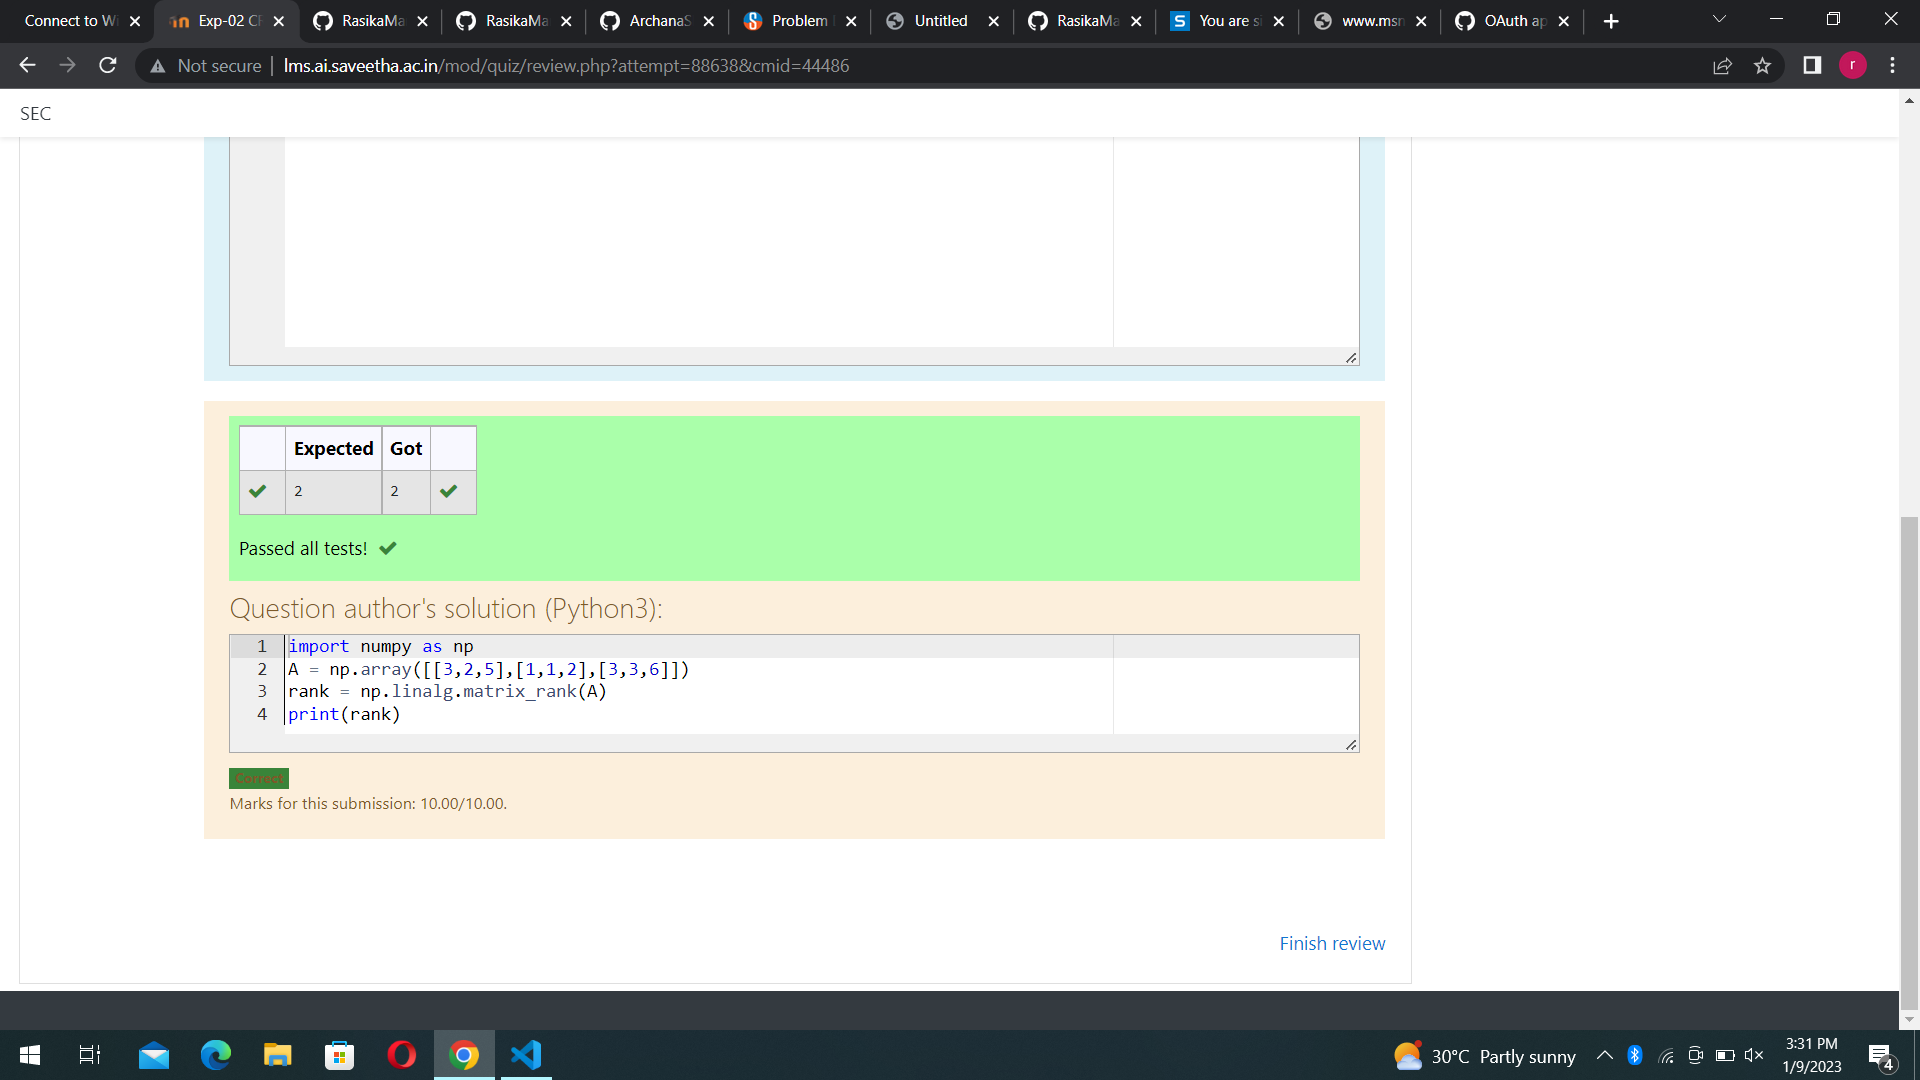 Connect to Wi
Exp-02 CF
RasikaMa
RasikaMa
ArchanaS
Problem
Untitled
RasikaMa
You are si
www.msn
OAuth ap
Not secure
lms.ai.saveetha.ac.in/mod/quiz/review.php?attempt=88638&cmid=44486
r
SEC
Expected Got
2 2
Passed all tests!
Question author's solution (Python3):
1 import numpy as np
2 A = np.array([[3,2,5],[1,1,2],[3,3,6]])
3 rank = np.linalg.matrix_rank(A)
4 print(rank)
Correct
Marks for this submission: 10.00/10.00.
Finish review
30°C Partly sunny
3:31 PM
1/9/2023
4